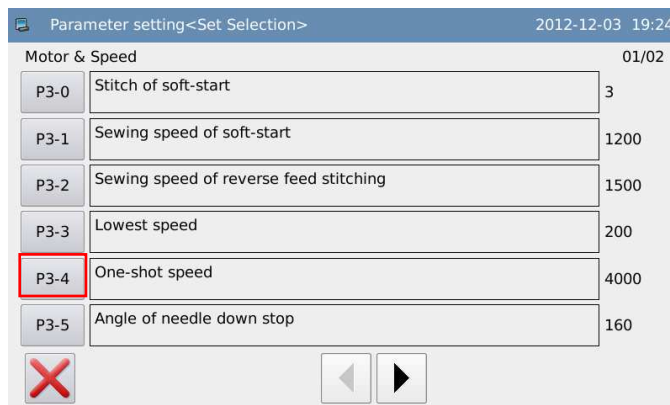 Parameter setting<Set Selection> 2012-12-03 19:24
Motor & Speed 01/02
P3-0 Stitch of soft-start 3
P3-1 Sewing speed of soft-start 1200
P3-2 Sewing speed of reverse feed stitching 1500
P3-3 Lowest speed 200
P3-4 One-shot speed 4000
P3-5 Angle of needle down stop 160